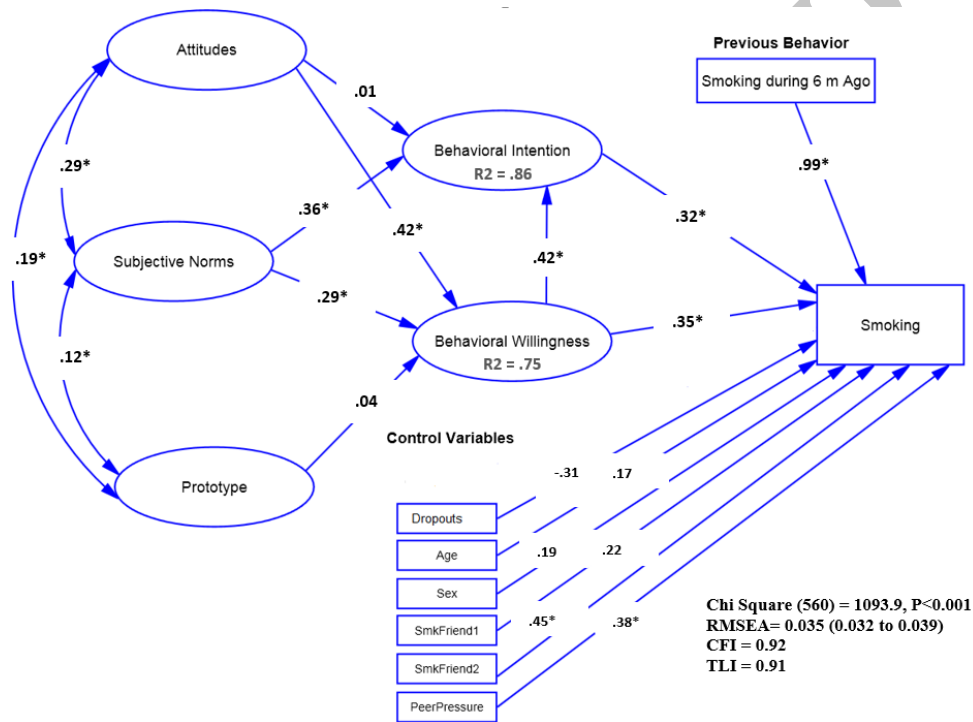 Attitudes
Previous Behavior
Smoking during 6 m Ago
.01
Behavioral Intention
R2 = .86
.99*
.29*
.36*
.32*
.42*
.42*
.19*
Subjective Norms
.29*
.35*
Smoking
Behavioral Willingness
R2 = .75
.12*
.04
Control Variables
Prototype
-.31
.17
Dropouts
Age
.19
.22
Sex
SmkFriend1
.45*
.38*
SmkFriend2
PeerPressure
Chi Square (560) = 1093.9, P<0.001
RMSEA= 0.035 (0.032 to 0.039)
CFI = 0.92
TLI = 0.91